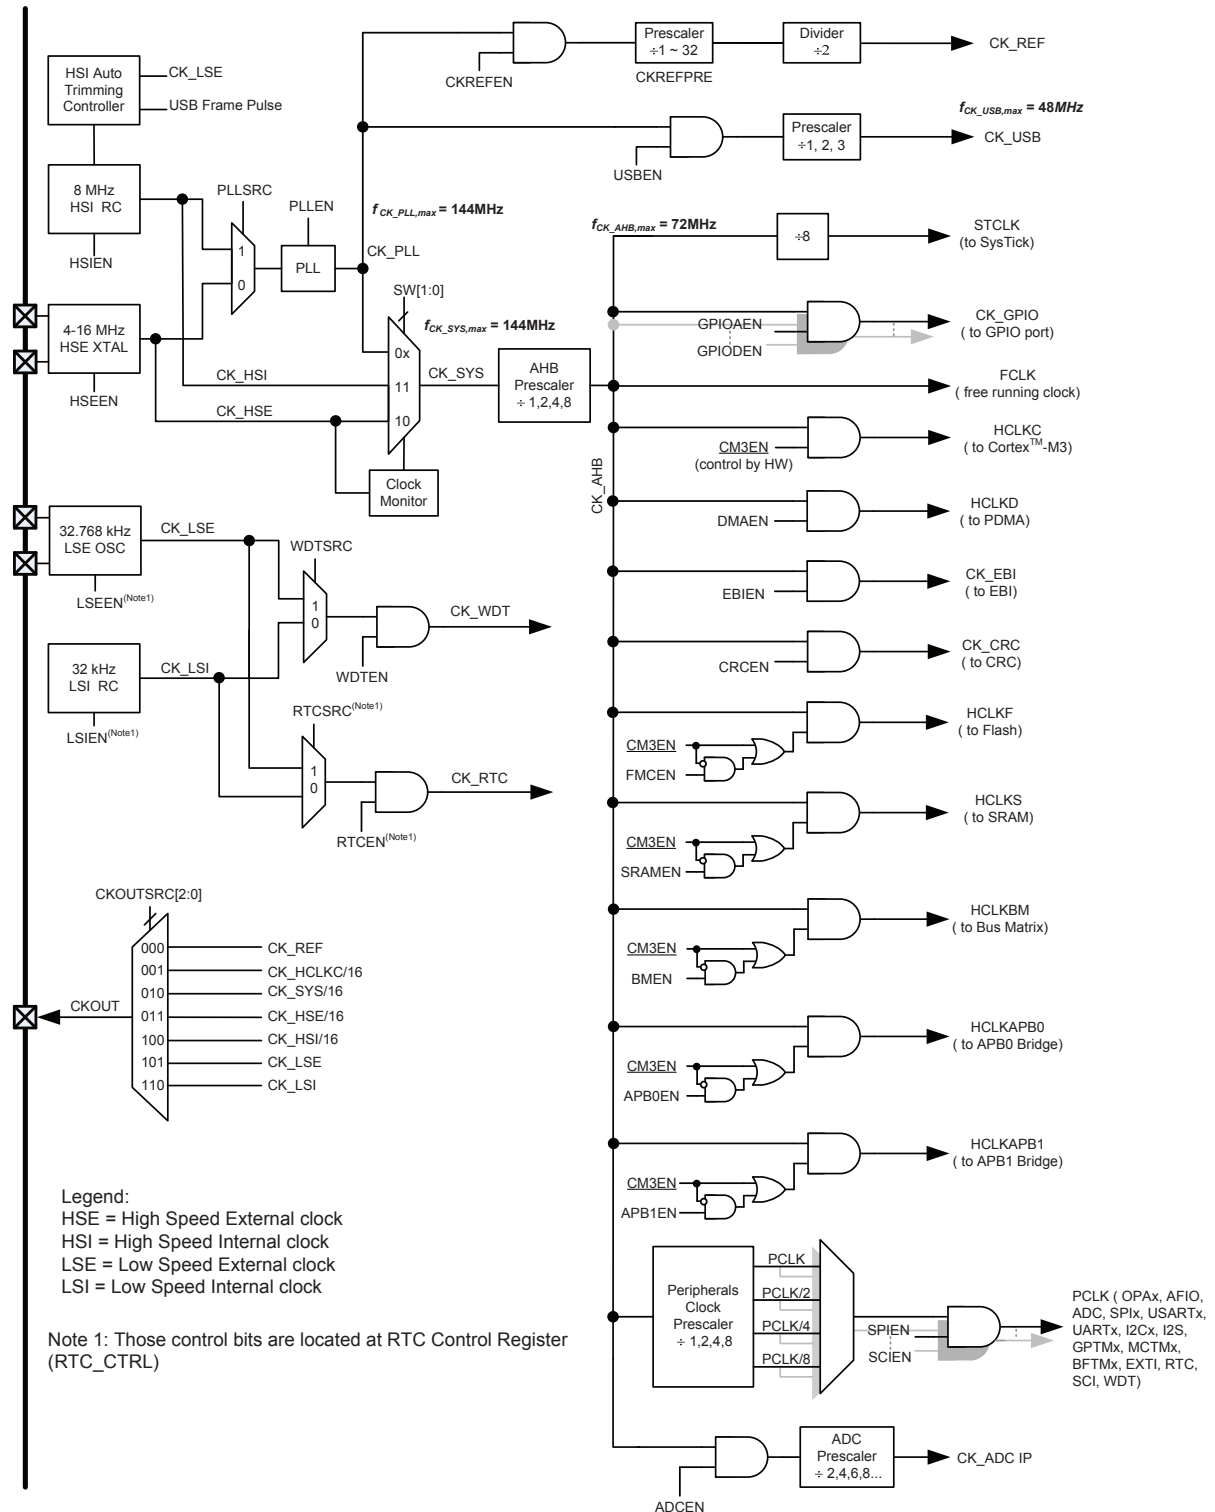 Prescaler
÷1 ~ 32
Divider
÷2
CK_REF
CKREFEN
CKREFPRE
HSI Auto
Trimming
Controller
CK_LSE
USB Frame Pulse
fCK_USB,max = 48MHz
Prescaler
÷1, 2, 3
CK_USB
USBEN
8 MHz
HSI RC
PLLSRC
PLLEN
fCK_PLL,max = 144MHz
fCK_AHB,max = 72MHz
÷8
STCLK
(to SysTick)
1
0
PLL
CK_PLL
HSIEN
SW[1:0]
fCK_SYS,max = 144MHz
GPIOAEN
GPIODEN
CK_GPIO
( to GPIO port)
4-16 MHz
HSE XTAL
HSEEN
0x
11
10
CK_HSI
CK_HSE
CK_SYS
AHB
Prescaler
÷ 1,2,4,8
FCLK
( free running clock)
HCLKC
( to Cortex™-M3)
CM3EN
(control by HW)
Clock
Monitor
CK_AHB
HCLKD
( to PDMA)
DMAEN
32.768 kHz
LSE OSC
CK_LSE
LSEEN(Note1)
WDTSRC
1
0
CK_WDT
WDTEN
CK_EBI
( to EBI)
EBIEN
CK_CRC
( to CRC)
CRCEN
32 kHz
LSI RC
CK_LSI
LSIEN(Note1)
RTCSRC(Note1)
1
0
CK_RTC
RTCEN(Note1)
HCLKF
( to Flash)
CM3EN
FMCEN
HCLKS
( to SRAM)
CM3EN
SRAMEN
CKOUTSRC[2:0]
000
CK_REF
001
CK_HCLKC/16
010
CK_SYS/16
011
CK_HSE/16
100
CK_HSI/16
101
CK_LSE
110
CK_LSI
CKOUT
HCLKBM
( to Bus Matrix)
CM3EN
BMEN
HCLKAPB0
( to APB0 Bridge)
CM3EN
APB0EN
HCLKAPB1
( to APB1 Bridge)
CM3EN
APB1EN
Legend:
HSE = High Speed External clock
HSI = High Speed Internal clock
LSE = Low Speed External clock
LSI = Low Speed Internal clock
Note 1: Those control bits are located at RTC Control Register
(RTC_CTRL)
Peripherals
Clock
Prescaler
÷ 1,2,4,8
PCLK
PCLK/2
PCLK/4
PCLK/8
SPIEN
SCIEN
PCLK ( OPAx, AFIO,
ADC, SPIx, USARTx,
UARTx, I2Cx, I2S,
GPTMx, MCTMx,
BFTMx, EXTI, RTC,
SCI, WDT)
ADC
Prescaler
÷ 2,4,6,8...
CK_ADC IP
ADCEN